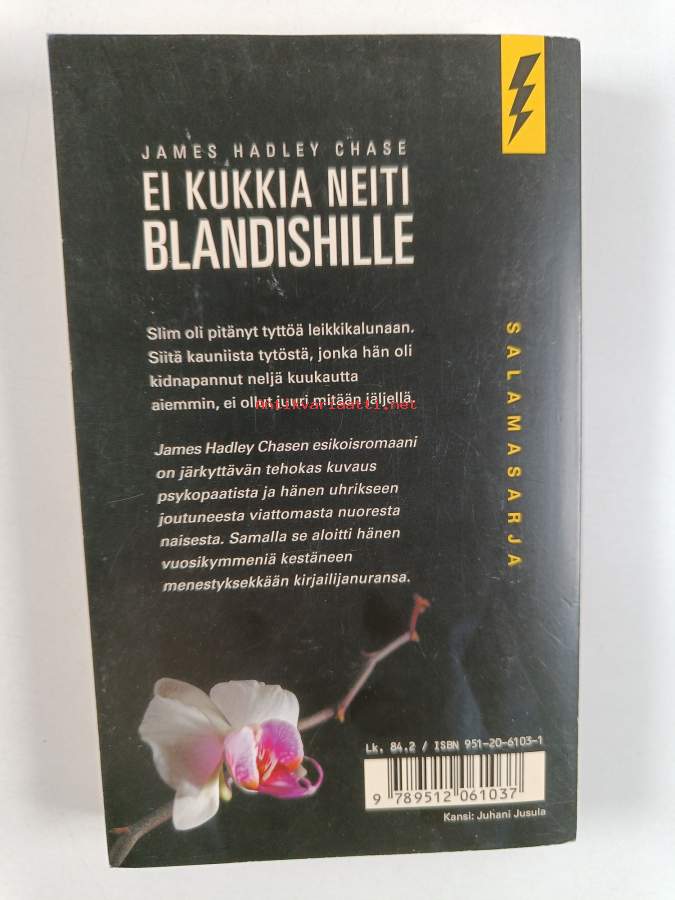 JAMES HADLEY CHASE
EI KUKKIA NEITI
BLANDISHILLE
Slim oli pitänyt tyttöä leikkikalunaan.
Siitä kauniista tytöstä, jonka hän oli
kidnapannut neljä kuukautta
aiemmin, ei ollut juuri mitään jäljellä.
Antikvariaatti.net
James Hadley Chasen esikoisromaani
on järkyttävän tehokas kuvaus
psykopaatista ja hänen uhrikseen
joutuneesta viattomasta nuoresta
naisesta. Samalla se aloitti hänen
vuosikymmeniä kestäneen
menestyksekkään kirjailijanuransa.
SALAMASARJA
Lk. 84.2 / ISBN 951-20-6103-1
9 789512 061037
Kansi: Juhani Jusula